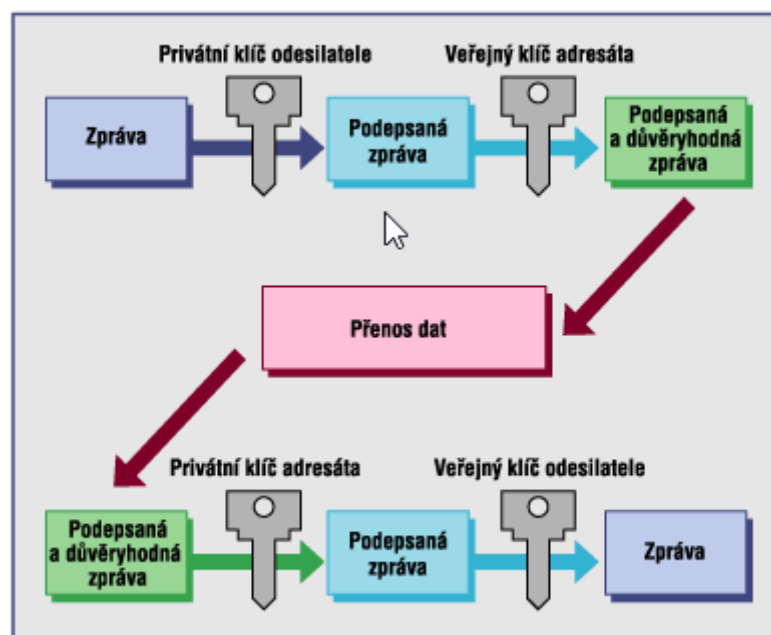 Privátní klíč odesilatele
Veřejný klíč adresáta
Zpráva
Podepsaná
zpráva
Podepsaná
a důvěryhodná
zpráva
Přenos dat
Privátní klíč adresáta
Veřejný klíč odesilatele
Podepsaná
a důvěryhodná
zpráva
Podepsaná
zpráva
Zpráva